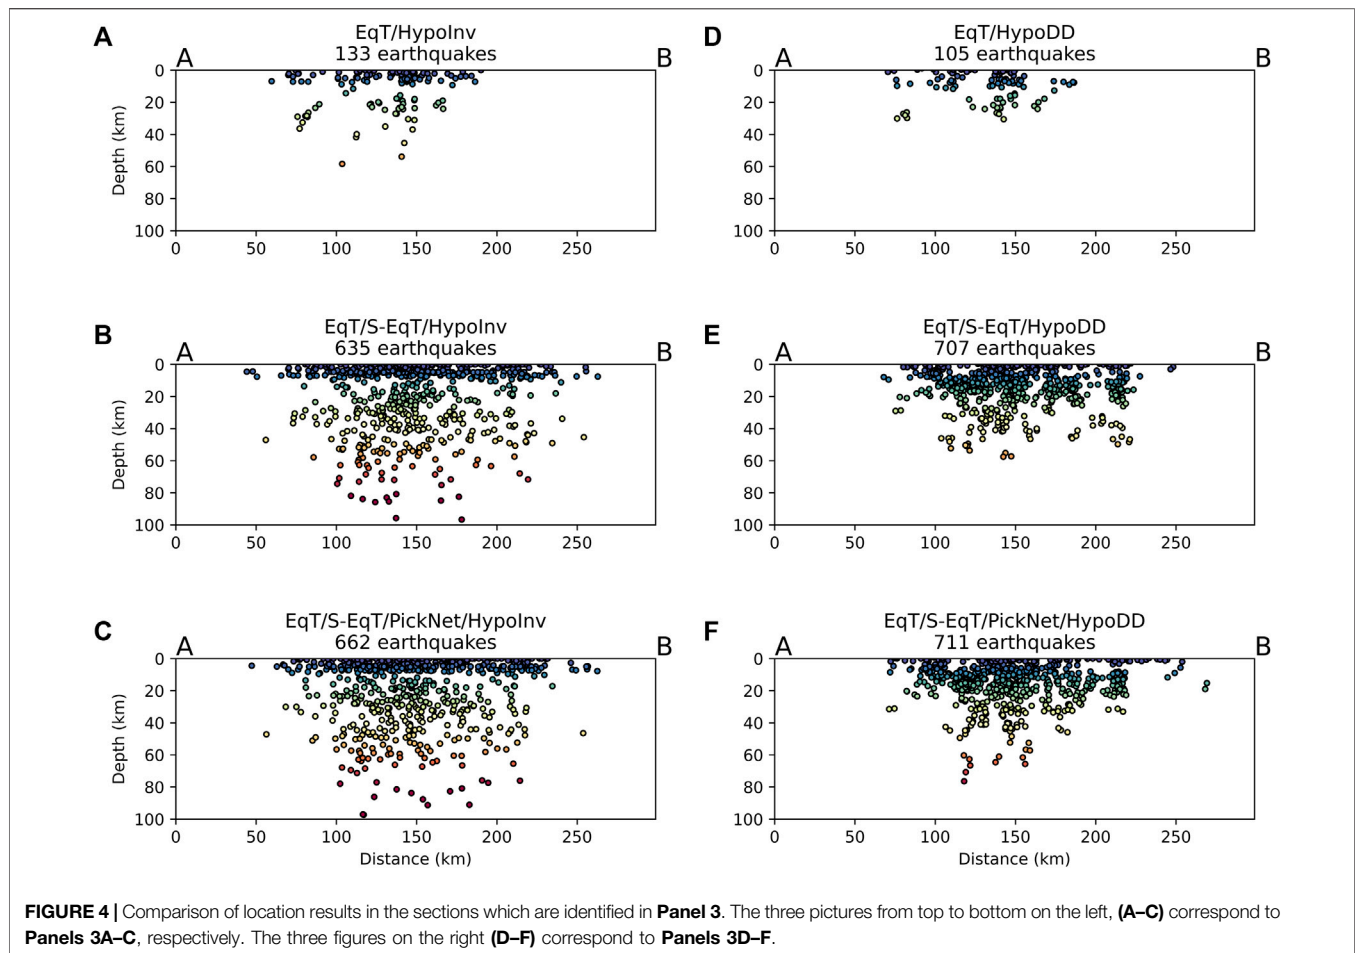 A
EqT/HypoInv
133 earthquakes
A
B
0
20
40
60
80
100
Depth (km)
0 50 100 150 200 250
D
EqT/HypoDD
105 earthquakes
A
B
0
20
40
60
80
100
0 50 100 150 200 250
B
EqT/S-EqT/HypoInv
635 earthquakes
A
B
0
20
40
60
80
100
Depth (km)
0 50 100 150 200 250
E
EqT/S-EqT/HypoDD
707 earthquakes
A
B
0
20
40
60
80
100
0 50 100 150 200 250
C
EqT/S-EqT/PickNet/HypoInv
662 earthquakes
A
B
0
20
40
60
80
100
Depth (km)
0 50 100 150 200 250
Distance (km)
F
EqT/S-EqT/PickNet/HypoDD
711 earthquakes
A
B
0
20
40
60
80
100
0 50 100 150 200 250
Distance (km)
FIGURE 4 | Comparison of location results in the sections which are identified in Panel 3. The three pictures from top to bottom on the left, (A–C) correspond to
Panels 3A–C, respectively. The three figures on the right (D–F) correspond to Panels 3D–F.